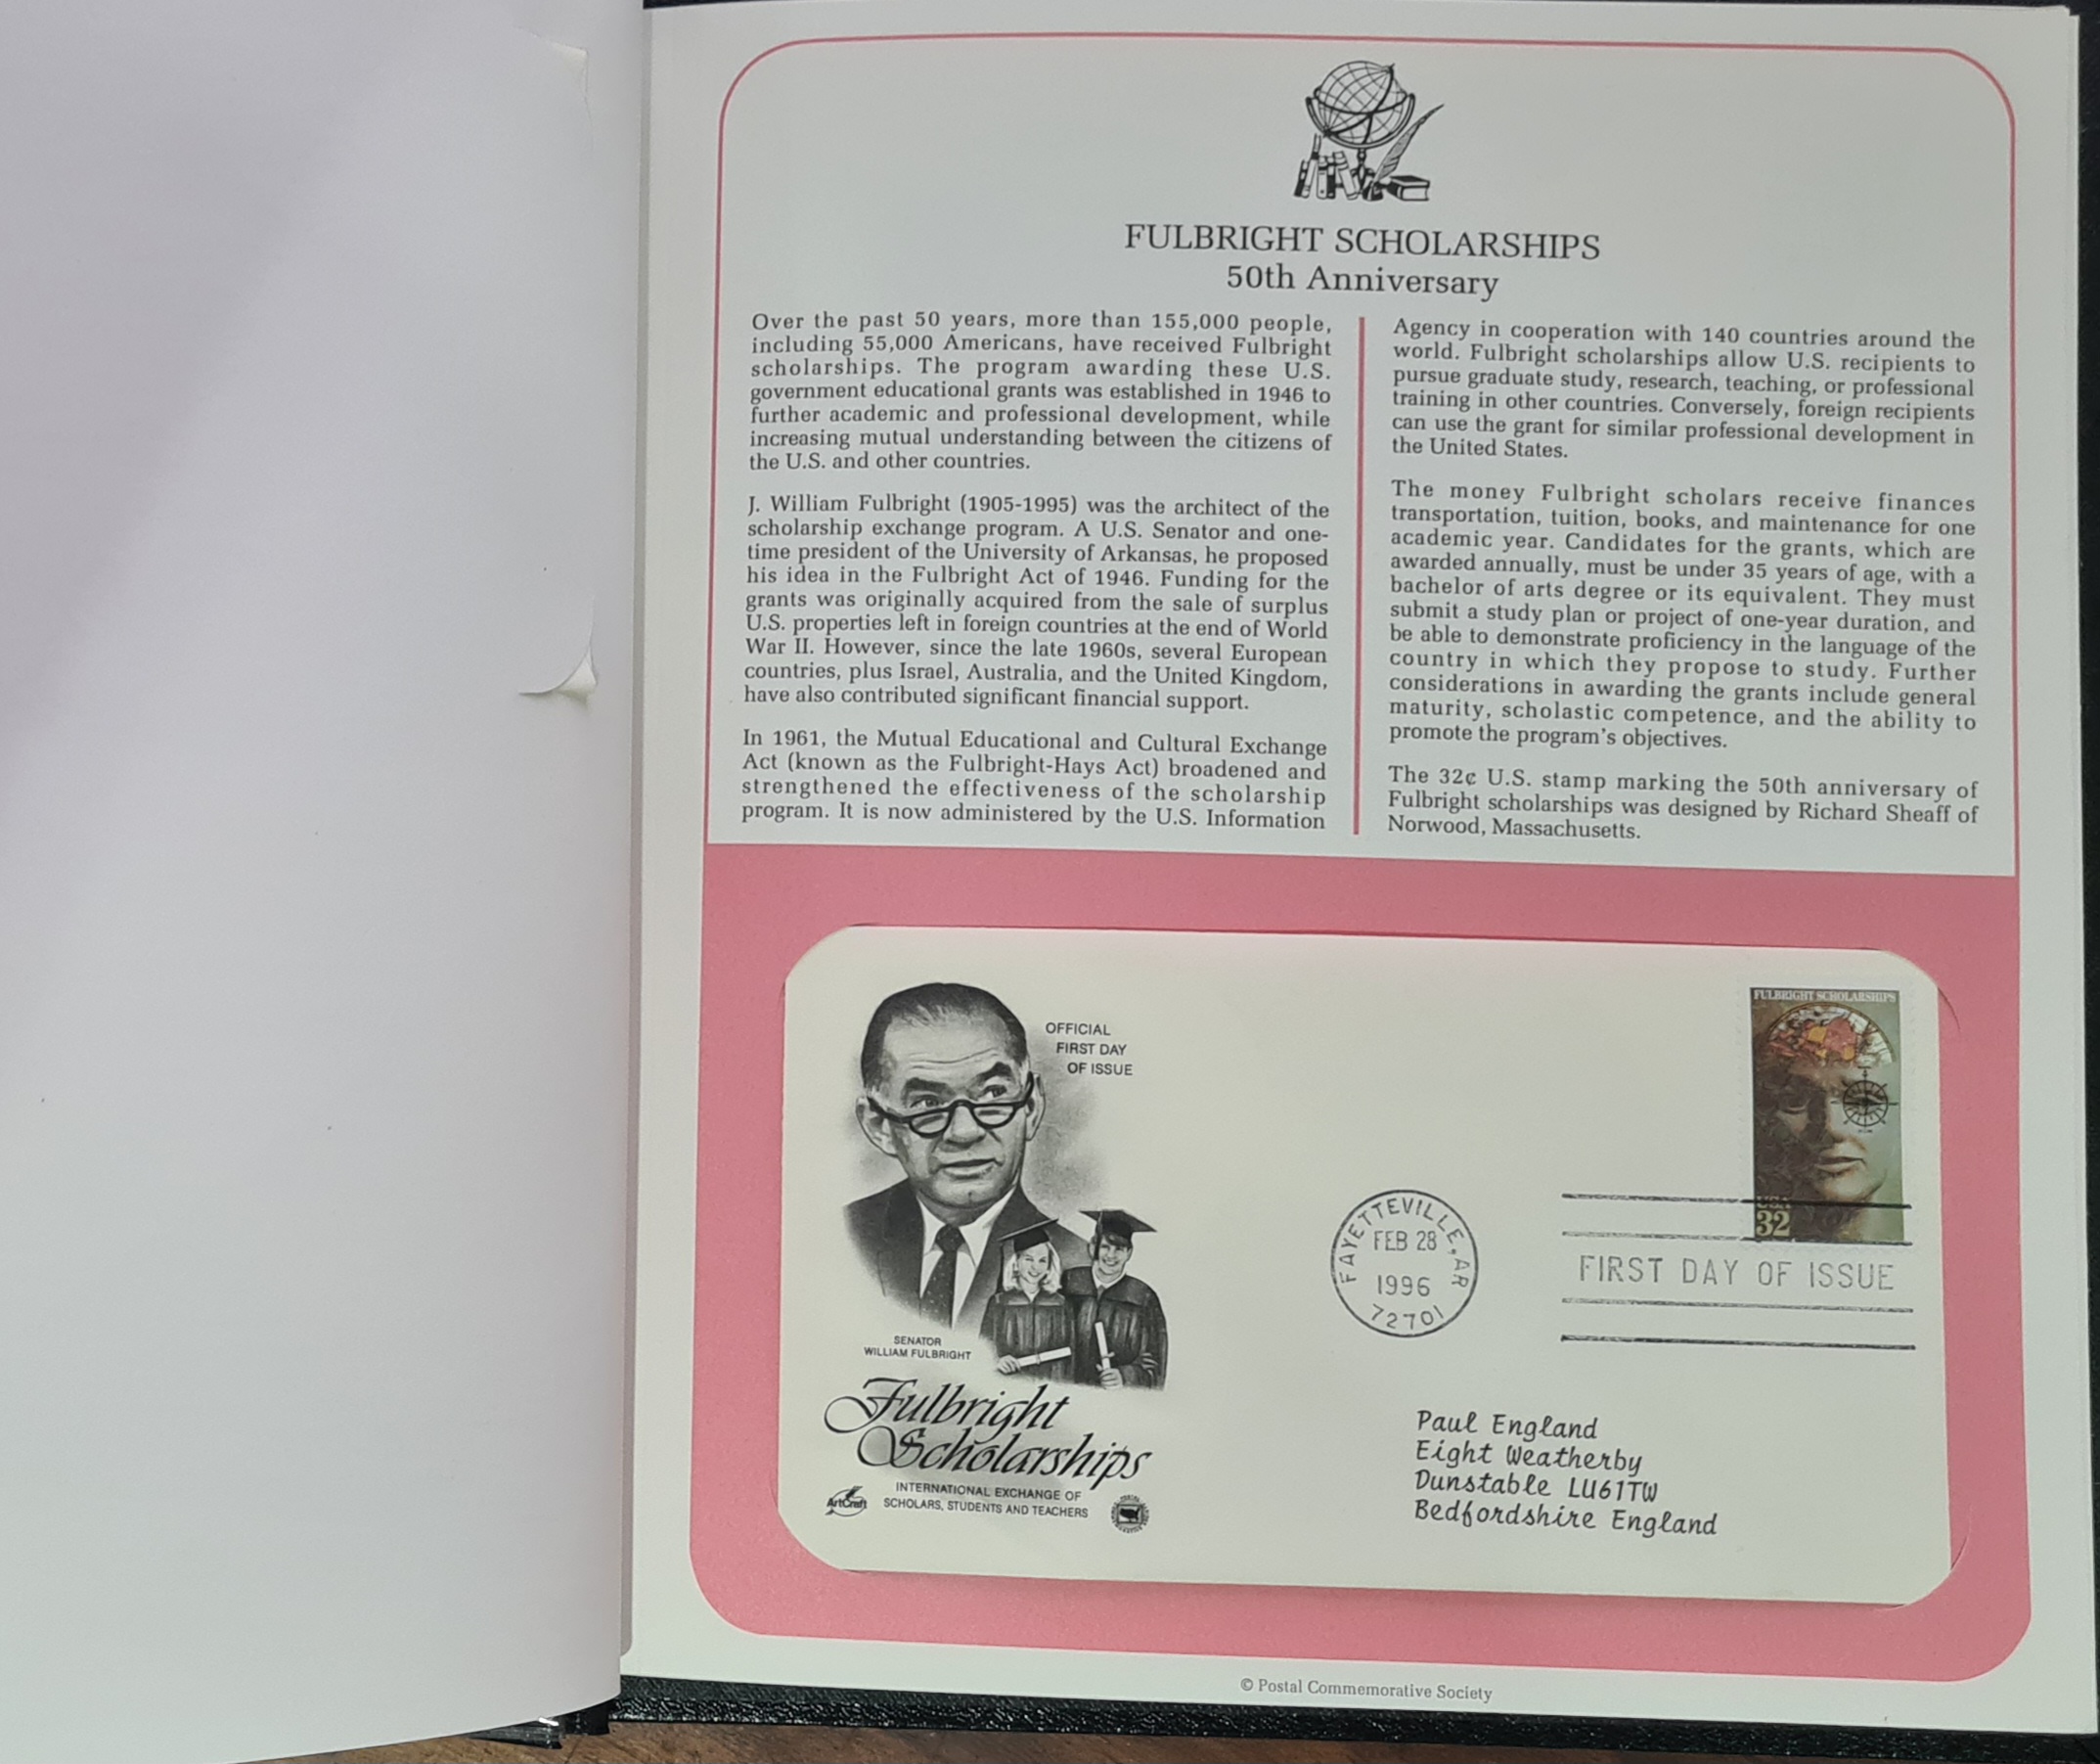 FULBRIGHT SCHOLARSHIPS
50th Anniversary
Over the past 50 years, more than 155,000 people,
including 55,000 Americans, have received Fulbright
scholarships. The program awarding these U.S.
government educational grants was established in 1946 to
further academic and professional development, while
increasing mutual understanding between the citizens of
the U.S. and other countries.
J. William Fulbright (1905-1995) was the architect of the
scholarship exchange program. A U.S. Senator and one-
time president of the University of Arkansas, he proposed
his idea in the Fulbright Act of 1946. Funding for the
grants was originally acquired from the sale of surplus
U.S. properties left in foreign countries at the end of World
War II. However, since the late 1960s, several European
countries, plus Israel, Australia, and the United Kingdom,
have also contributed significant financial support.
In 1961, the Mutual Educational and Cultural Exchange
Act (known as the Fulbright-Hays Act) broadened and
strengthened the effectiveness of the scholarship
program. It is now administered by the U.S. Information
Agency in cooperation with 140 countries around the
world. Fulbright scholarships allow U.S. recipients to
pursue graduate study, research, teaching, or professional
training in other countries. Conversely, foreign recipients
can use the grant for similar professional development in
the United States.
The money Fulbright scholars receive finances
transportation, tuition, books, and maintenance for one
academic year. Candidates for the grants, which are
awarded annually, must be under 35 years of age, with a
bachelor of arts degree or its equivalent. They must
submit a study plan or project of one-year duration, and
be able to demonstrate proficiency in the language of the
country in which they propose to study. Further
considerations in awarding the grants include general
maturity, scholastic competence, and the ability to
promote the program's objectives.
The 32¢ U.S. stamp marking the 50th anniversary of
Fulbright scholarships was designed by Richard Sheaff of
Norwood, Massachusetts.
OFFICIAL
FIRST DAY
OF ISSUE
SENATOR
WILLIAM FULBRIGHT
Fulbright
Scholarships
INTERNATIONAL EXCHANGE OF
SCHOLARS, STUDENTS AND TEACHERS
ArtCraft
FULBRIGHT SCHOLARSHIPS
USA
32
FAYETTEVILLE, AR
FEB 28
1996
72701
FIRST DAY OF ISSUE
Paul England
Eight Weatherby
Dunstable LU61TW
Bedfordshire England
© Postal Commemorative Society